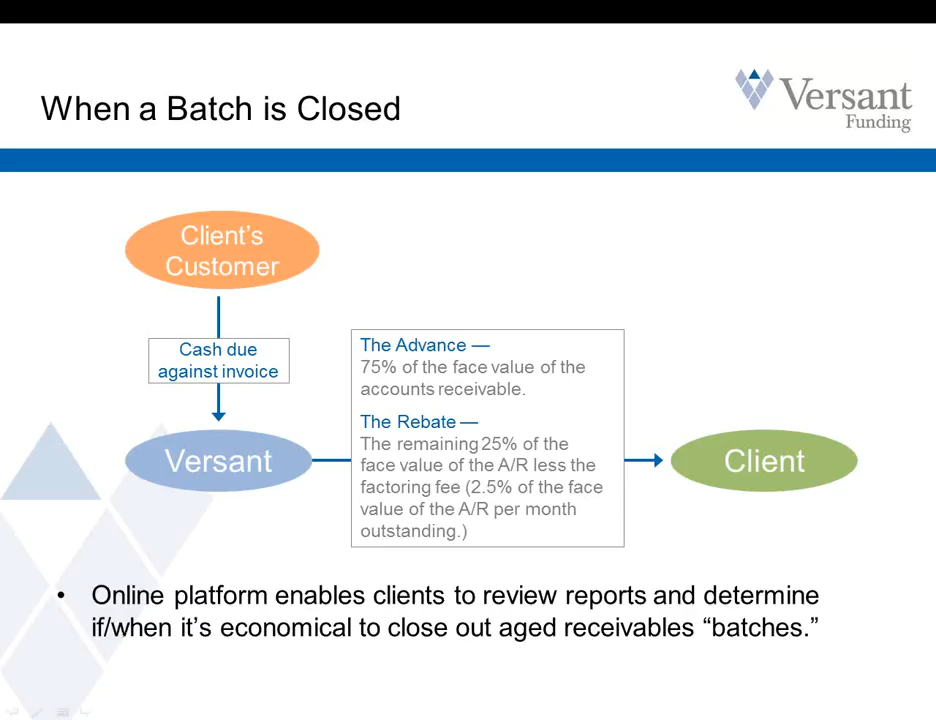 When a Batch is Closed
Versant
Funding
Client’s
Customer
Cash due
against invoice
The Advance —
75% of the face value of the
accounts receivable.
The Rebate —
The remaining 25% of the
face value of the A/R less the
factoring fee (2.5% of the face
value of the A/R per month
outstanding.)
Versant
Client
• Online platform enables clients to review reports and determine
if/when it’s economical to close out aged receivables “batches.”